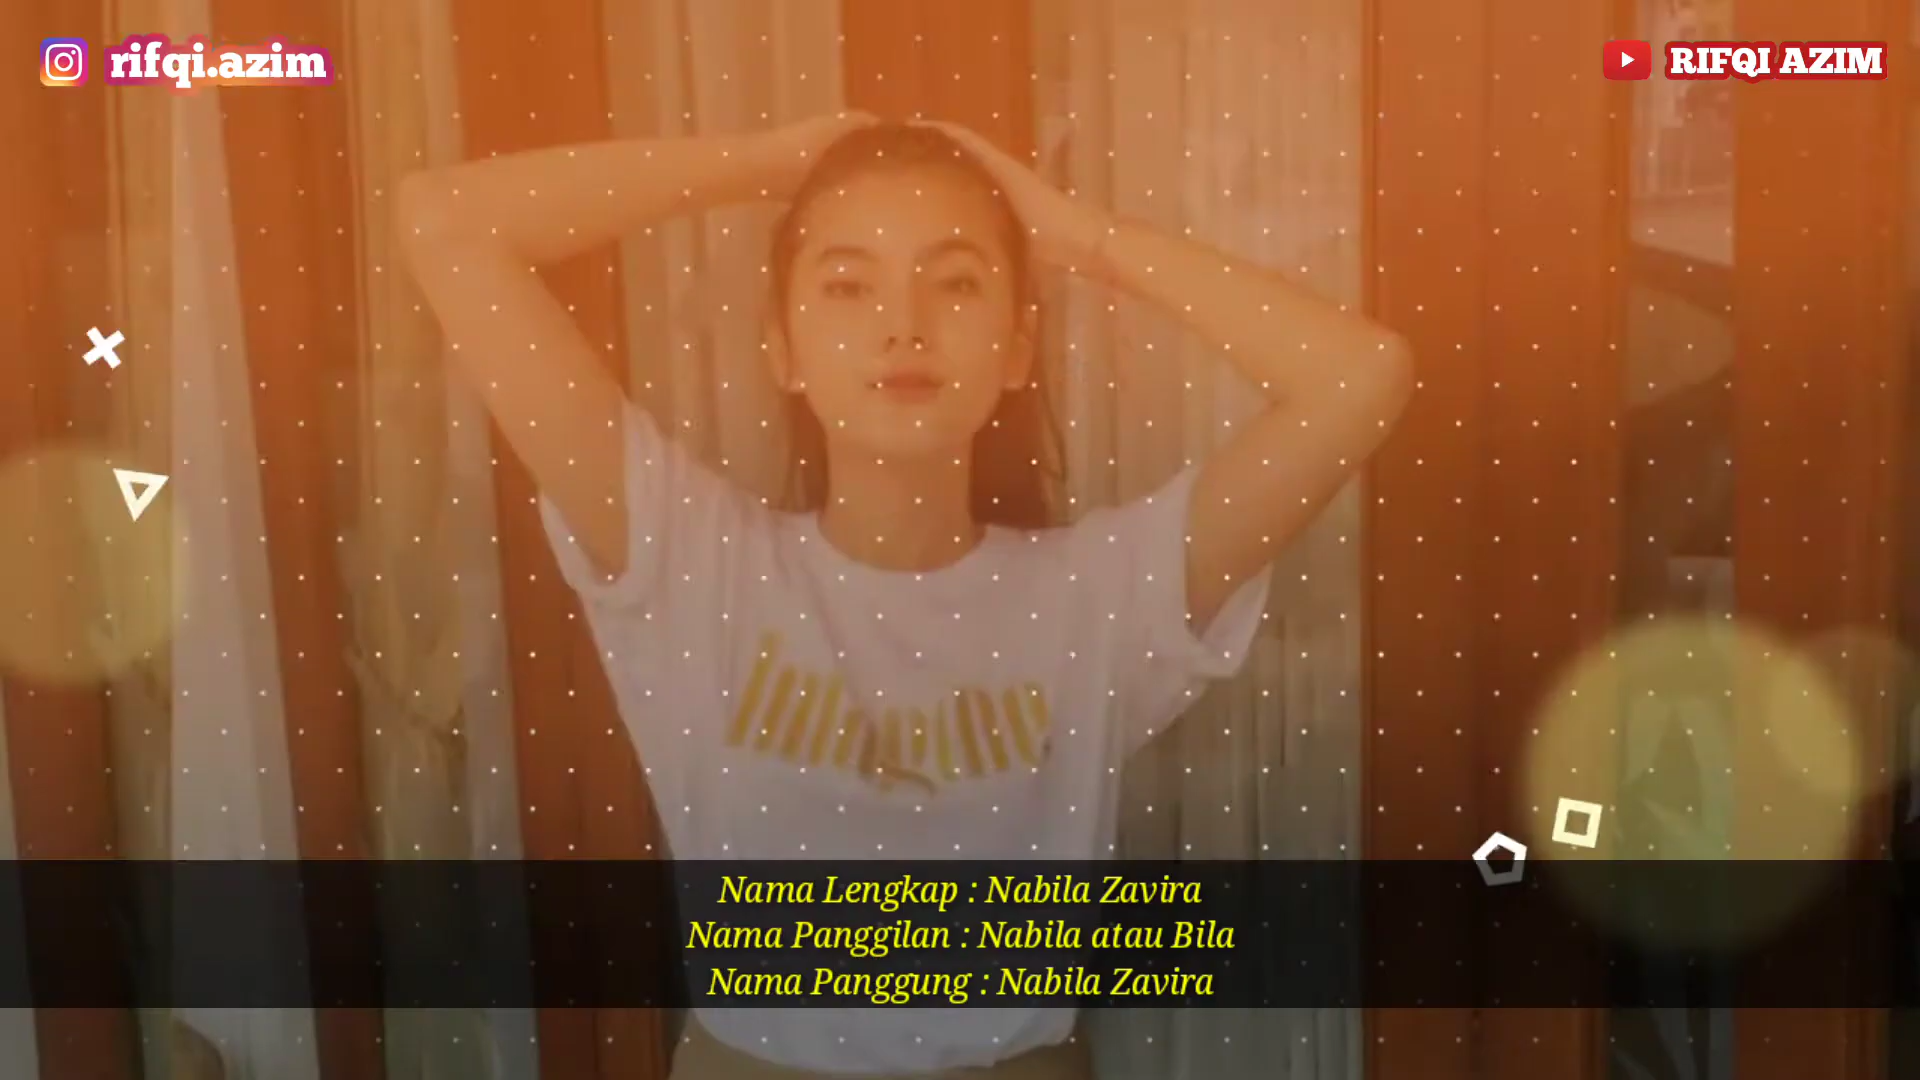 rifqi.azim
RIFQI AZIM
Nama Lengkap : Nabila Zavira
Nama Panggilan : Nabila atau Bila
Nama Panggung : Nabila Zavira